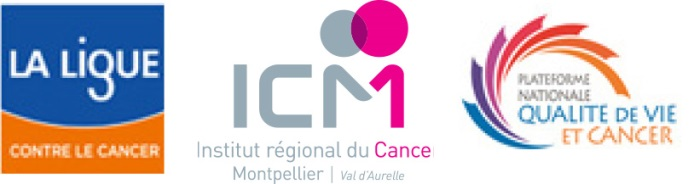 LA LIGUE
CONTRE LE CANCER
ICM
Institut régional du Cance
Montpellier | Val d'Aurelle
PLATEFORME
NATIONALE
QUALITE DE VIE
ET CANCER